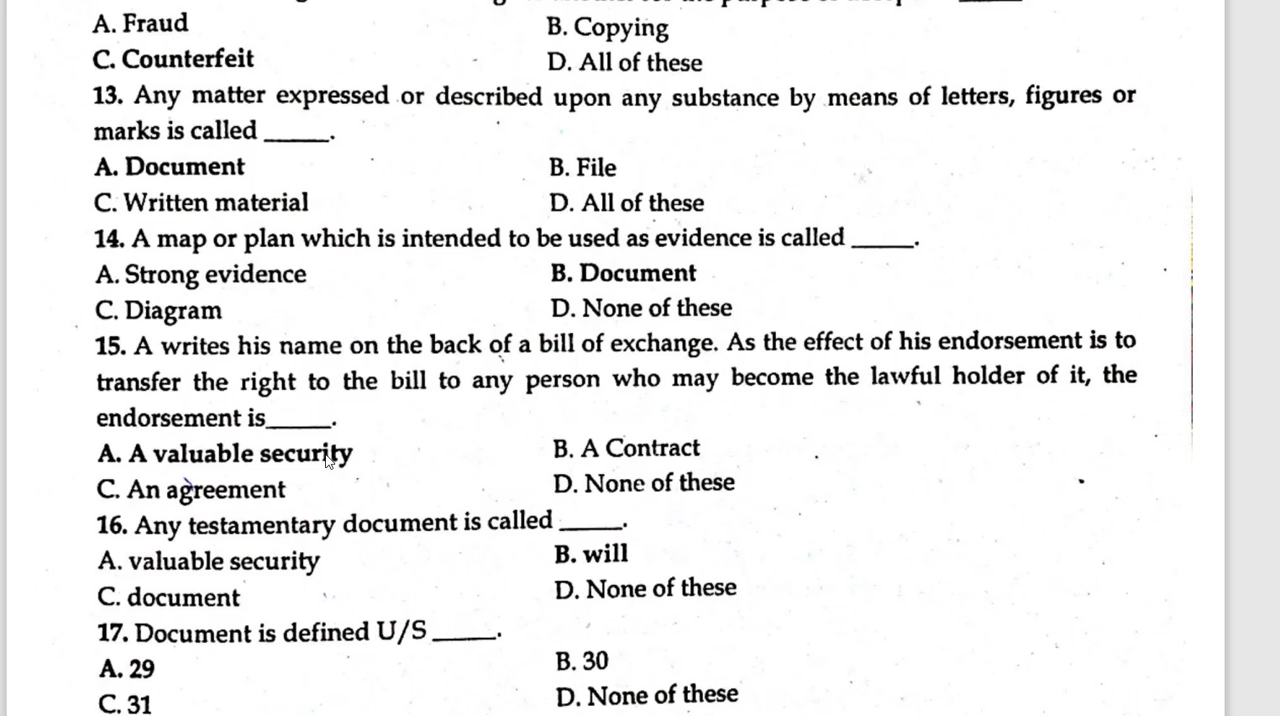 A. Fraud B. Copying
C. Counterfeit D. All of these
13. Any matter expressed or described upon any substance by means of letters, figures or
marks is called _____.
A. Document B. File
C. Written material D. All of these
14. A map or plan which is intended to be used as evidence is called _____.
A. Strong evidence B. Document
C. Diagram D. None of these
15. A writes his name on the back of a bill of exchange. As the effect of his endorsement is to
transfer the right to the bill to any person who may become the lawful holder of it, the
endorsement is_____.
A. A valuable security B. A Contract
C. An agreement D. None of these
16. Any testamentary document is called _____.
A. valuable security B. will
C. document D. None of these
17. Document is defined U/S _____.
A. 29 B. 30
C. 31 D. None of these